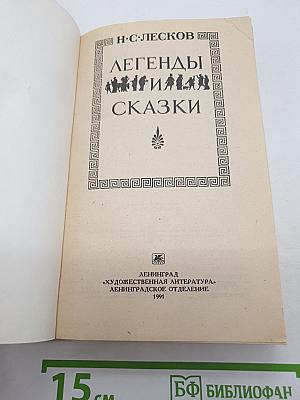 Н·С·ЛЕСКОВ
ЛЕГЕНДЫ
И
СКАЗКИ
ЛЕНИНГРАД
«ХУДОЖЕСТВЕННАЯ ЛИТЕРАТУРА»
ЛЕНИНГРАДСКОЕ ОТДЕЛЕНИЕ
1991
15 см
БФ БИБЛИОФАН